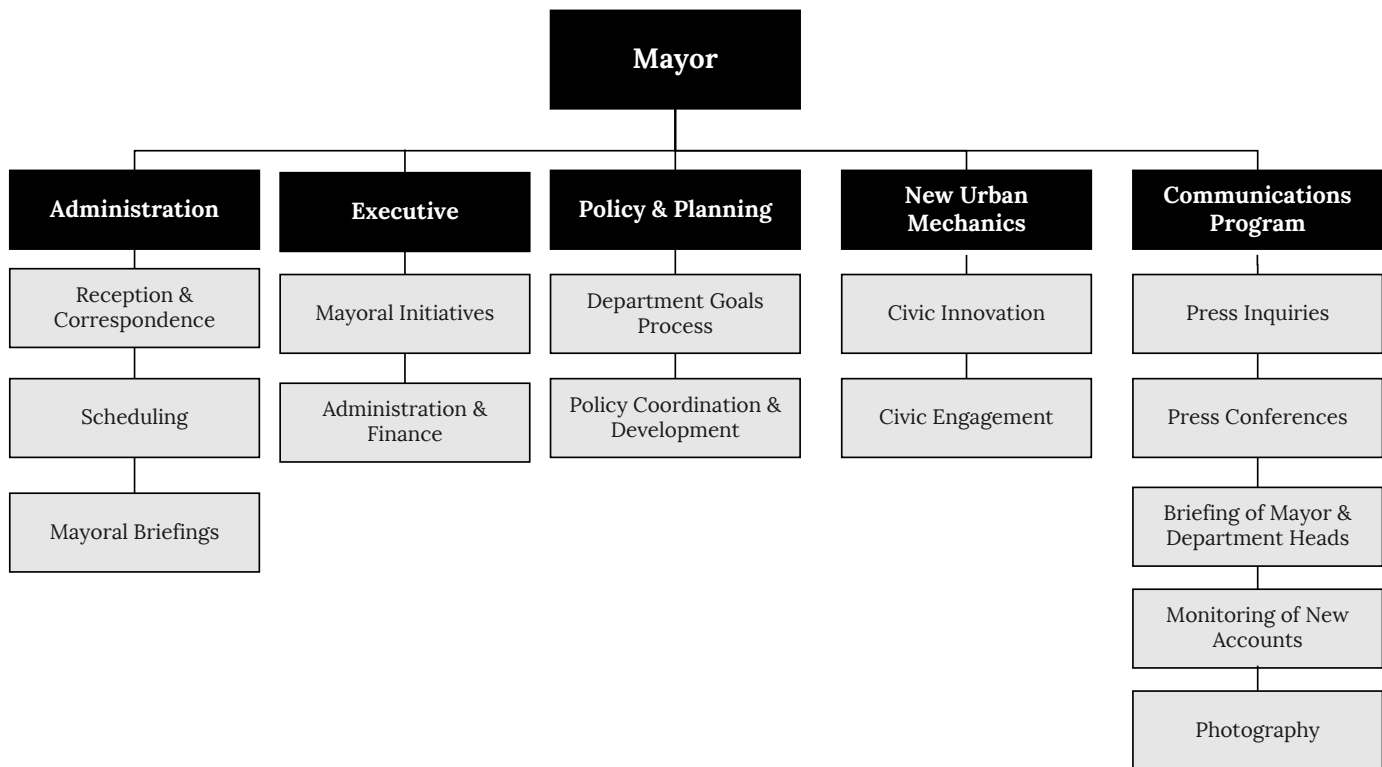 Mayor
Administration
Executive
Policy & Planning
New Urban
Mechanics
Communications
Program
Reception &
Correspondence
Mayoral Initiatives
Department Goals
Process
Civic Innovation
Press Inquiries
Scheduling
Administration &
Finance
Policy Coordination &
Development
Civic Engagement
Press Conferences
Mayoral Briefings
Briefing of Mayor &
Department Heads
Monitoring of New
Accounts
Photography